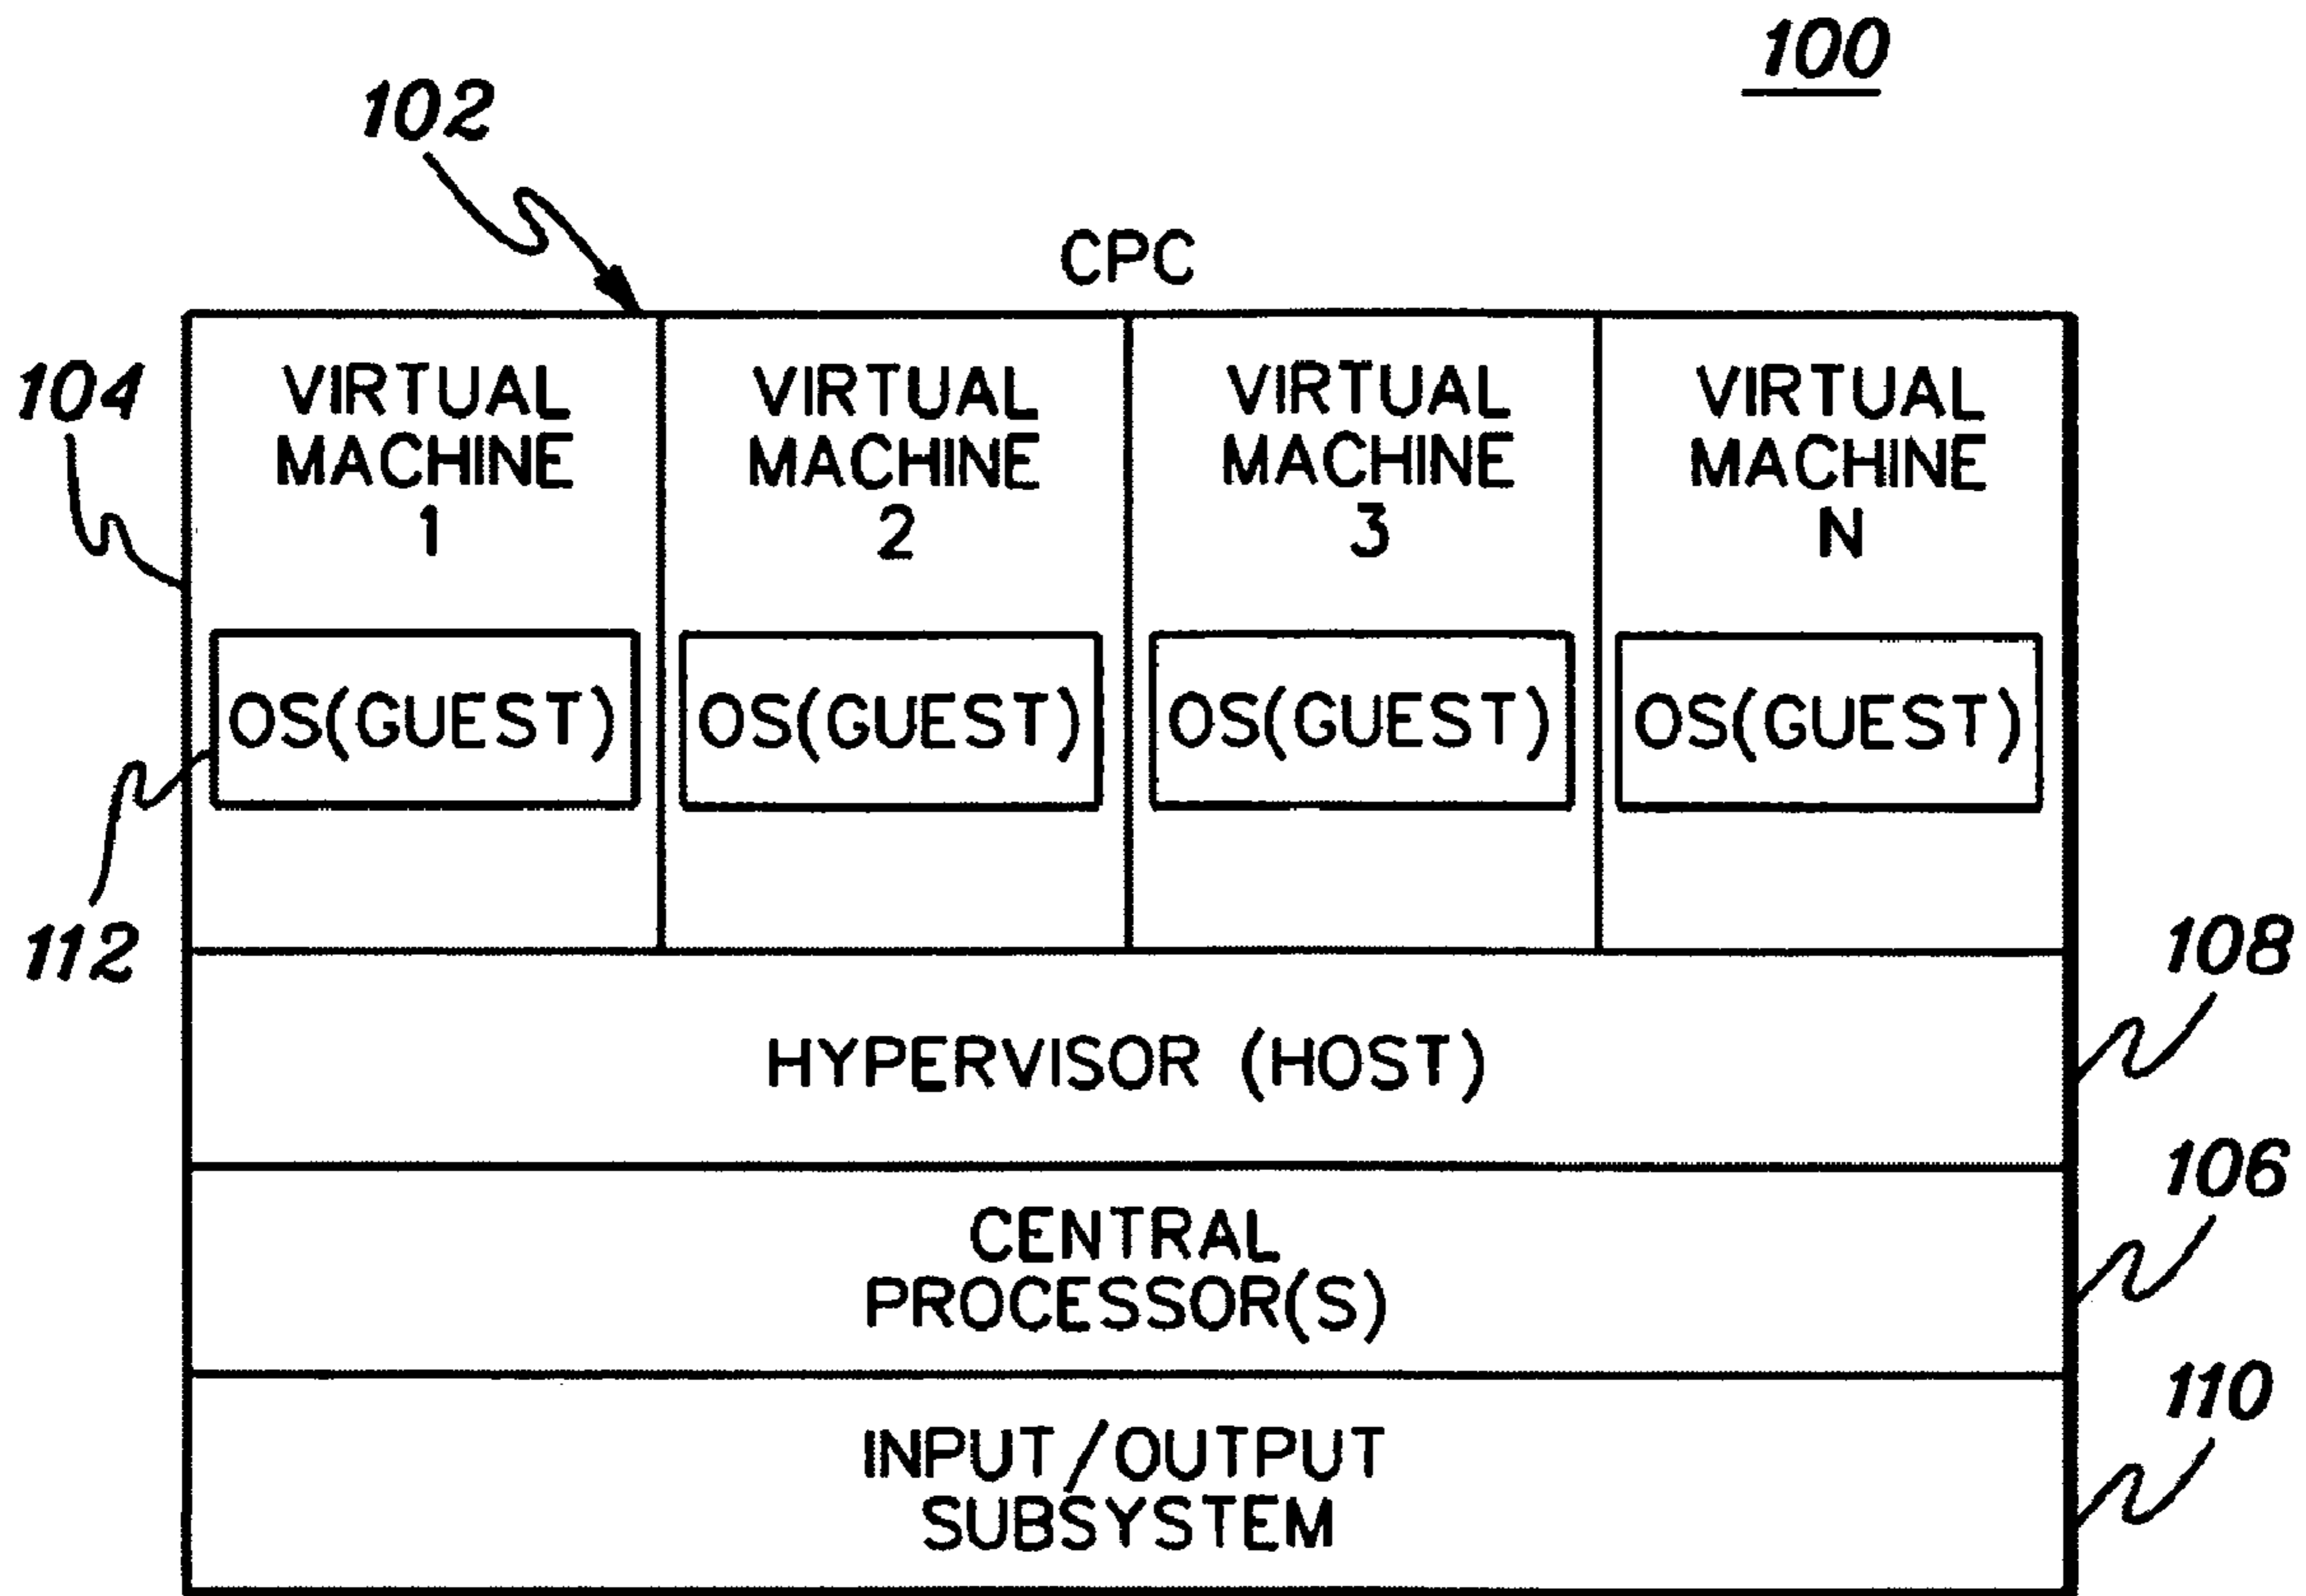 100
102
CPC
104
VIRTUAL
MACHINE
1
VIRTUAL
MACHINE
2
VIRTUAL
MACHINE
3
VIRTUAL
MACHINE
N
OS(GUEST)
OS(GUEST)
OS(GUEST)
OS(GUEST)
112
HYPERVISOR (HOST)
108
CENTRAL
PROCESSOR(S)
106
INPUT/OUTPUT
SUBSYSTEM
110